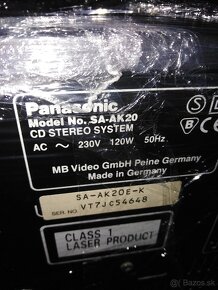 Panasonic
Model No. SA-AK20
CD STEREO SYSTEM
AC ~ 230V 120W 50Hz
MB Video GmbH Peine Germany
Made in Germany
SA-AK20E-K
SER.NO. VT7JC54648
CLASS 1
LASER PRODUCT
Bazos.sk